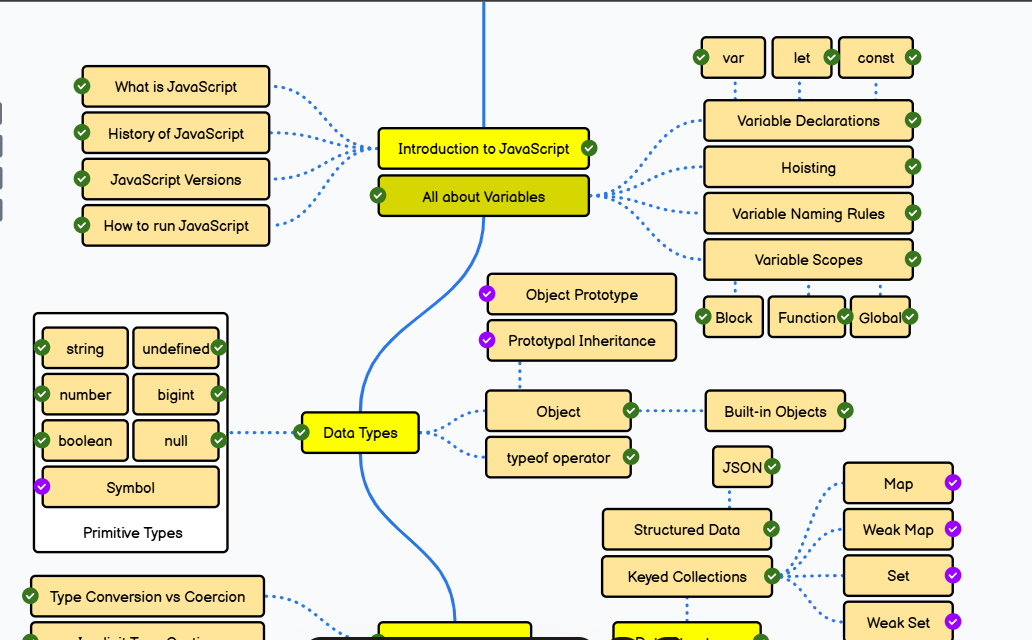 var
let
const
What is JavaScript
Variable Declarations
History of JavaScript
Introduction to JavaScript
Hoisting
JavaScript Versions
All about Variables
Variable Naming Rules
How to run JavaScript
Variable Scopes
Object Prototype
Block
Function
Global
Prototypal Inheritance
string
undefined
number
bigint
Object
Built-in Objects
boolean
null
Data Types
typeof operator
JSON
Symbol
Map
Primitive Types
Structured Data
Weak Map
Keyed Collections
Set
Type Conversion vs Coercion
Weak Set